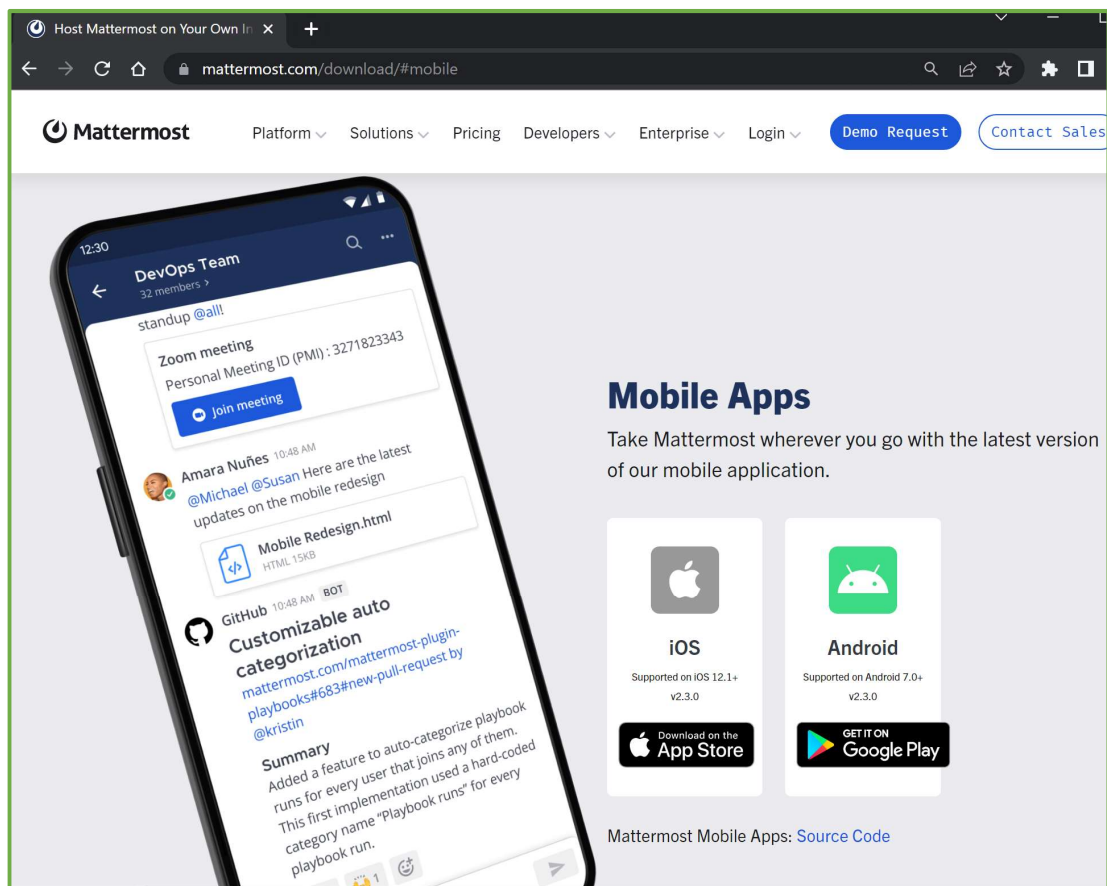 Host Mattermost on Your Own In
mattermost.com/download/#mobile
Mattermost
Platform
Solutions
Pricing
Developers
Enterprise
Login
Demo Request
Contact Sales
12:30
DevOps Team
32 members >
standup @all!
Zoom meeting
Personal Meeting ID (PMI) : 3271823343
Join meeting
Amara Nuñes 10:48 AM
@Michael @Susan Here are the latest
updates on the mobile redesign
Mobile Redesign.html
HTML 15KB
GitHub 10:48 AM BOT
Customizable auto
categorization
mattermost.com/mattermost-plugin-
playbooks#683#new-pull-request by
@kristin
Summary
Added a feature to auto-categorize playbook
runs for every user that joins any of them.
This first implementation used a hard-coded
category name "Playbook runs" for every
playbook run.
1
Mobile Apps
Take Mattermost wherever you go with the latest version
of our mobile application.
iOS
Supported on iOS 12.1+
v2.3.0
Download on the
App Store
Android
Supported on Android 7.0+
v2.3.0
GET IT ON
Google Play
Mattermost Mobile Apps: Source Code